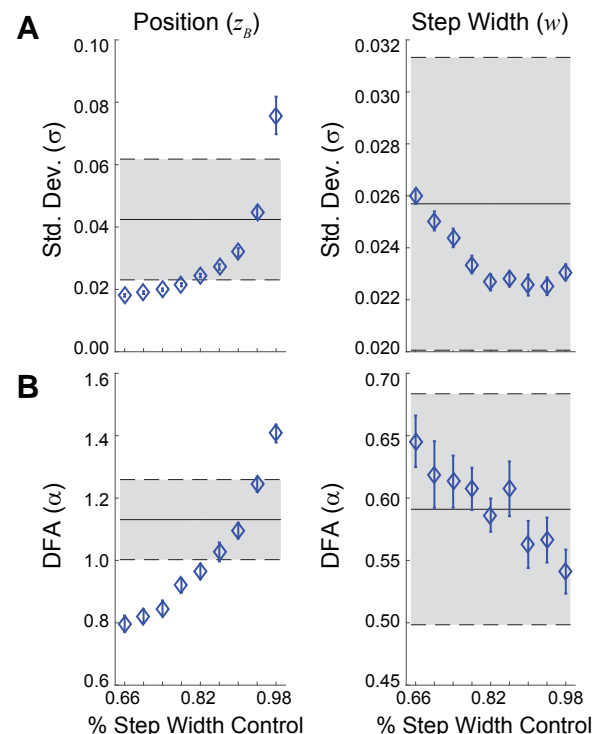 A
Position (z_B)
Step Width (w)
Std. Dev. (σ)
0.10
0.08
0.06
0.04
0.02
0.00
Std. Dev. (σ)
0.032
0.030
0.028
0.026
0.024
0.022
0.020
B
DFA (α)
1.6
1.4
1.2
1.0
0.8
0.6
0.66 0.82 0.98
% Step Width Control
DFA (α)
0.70
0.65
0.60
0.55
0.50
0.45
0.66 0.82 0.98
% Step Width Control